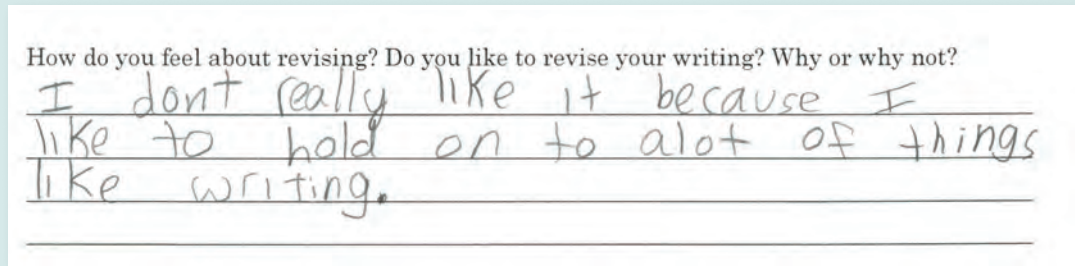 How do you feel about revising? Do you like to revise your writing? Why or why not?
I dont really like it because I
like to hold on to alot of things
like writing.